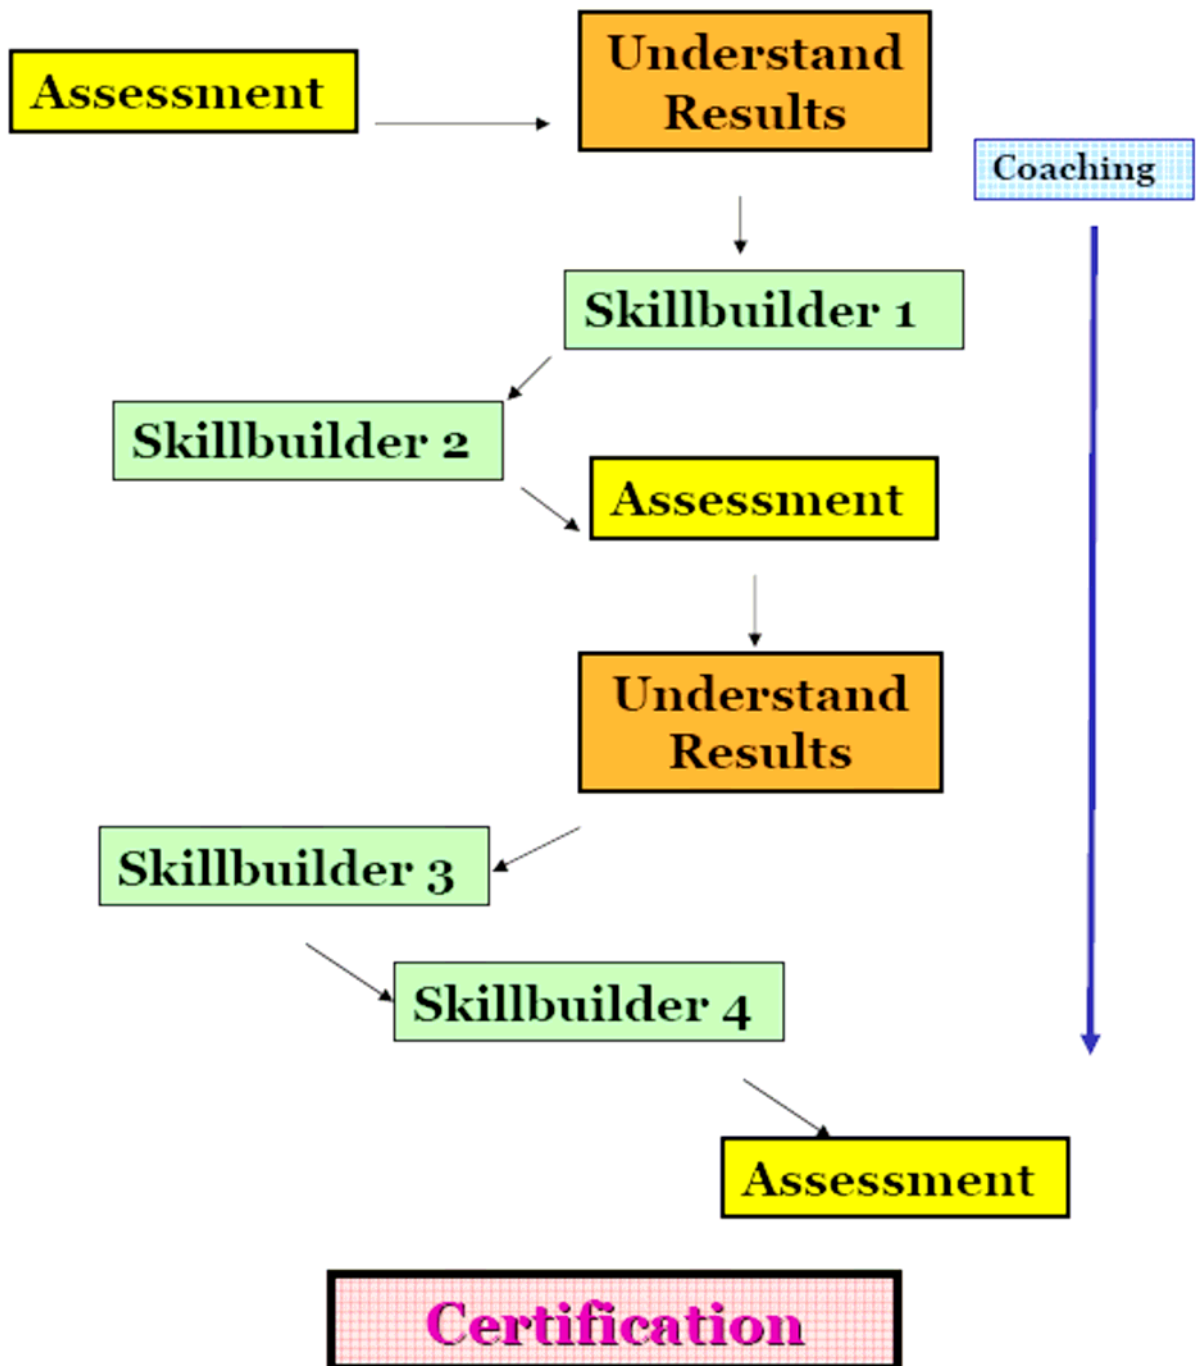 Assessment
Understand
Results
Coaching
Skillbuilder 1
Skillbuilder 2
Assessment
Understand
Results
Skillbuilder 3
Skillbuilder 4
Assessment
Certification